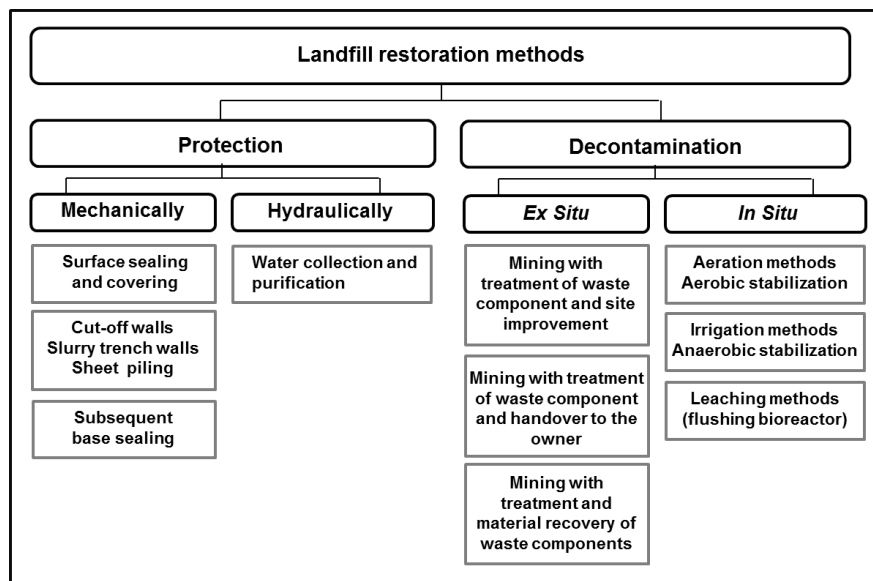 Landfill restoration methods
Protection
Decontamination
Mechanically
Hydraulically
Ex Situ
In Situ
Surface sealing
and covering
Cut-off walls
Slurry trench walls
Sheet piling
Subsequent
base sealing
Water collection and
purification
Mining with
treatment of waste
component and site
improvement
Mining with treatment
of waste component
and handover to the
owner
Mining with
treatment and
material recovery of
waste components
Aeration methods
Aerobic stabilization
Irrigation methods
Anaerobic stabilization
Leaching methods
(flushing bioreactor)